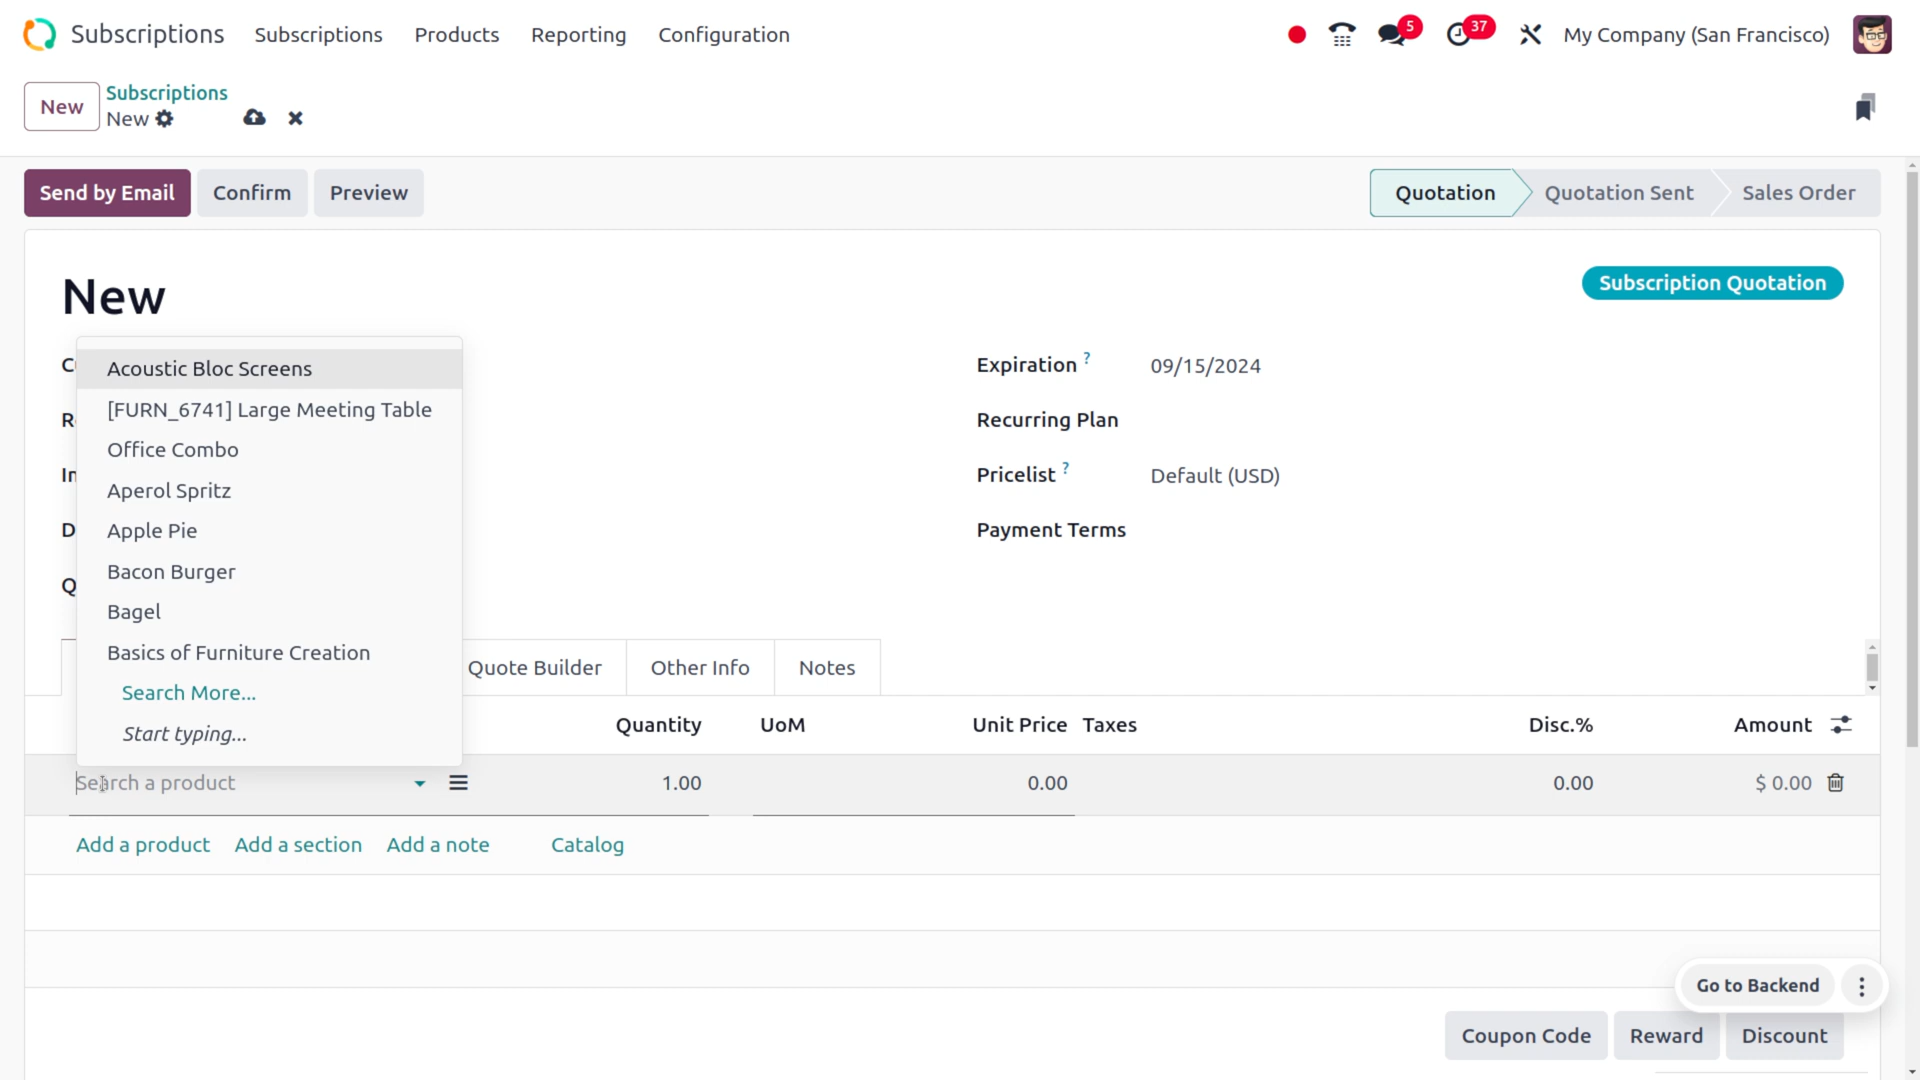 Subscriptions Subscriptions Products Reporting Configuration 5 37 My Company (San Francisco)
New Subscriptions
New
Send by Email Confirm Preview Quotation Quotation Sent Sales Order
New Subscription Quotation
C Expiration ? 09/15/2024
Acoustic Bloc Screens
[FURN_6741] Large Meeting Table
R Recurring Plan
Office Combo
In Pricelist ? Default (USD)
Aperol Spritz
D Payment Terms
Apple Pie
Bacon Burger
Q
Bagel
Basics of Furniture Creation
Quote Builder Other Info Notes
Search More...
Start typing...
Quantity UoM Unit Price Taxes Disc.% Amount
Search a product 1.00 0.00 0.00 $ 0.00
Add a product Add a section Add a note Catalog
Go to Backend
Coupon Code Reward Discount